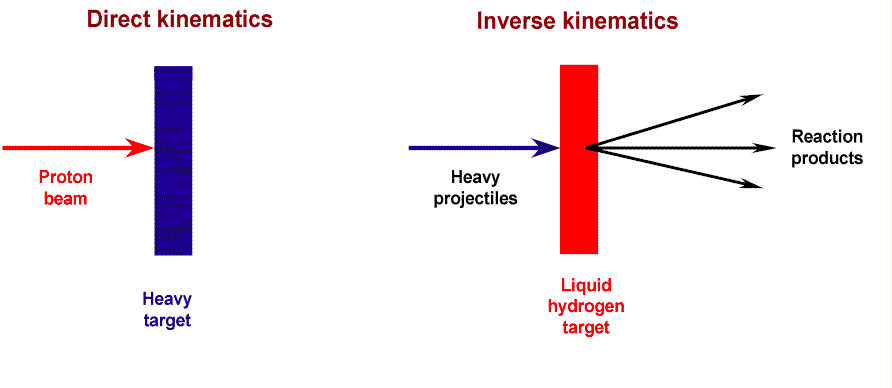 Direct kinematics
Inverse kinematics
Proton
beam
Heavy
target
Heavy
projectiles
Reaction
products
Liquid
hydrogen
target